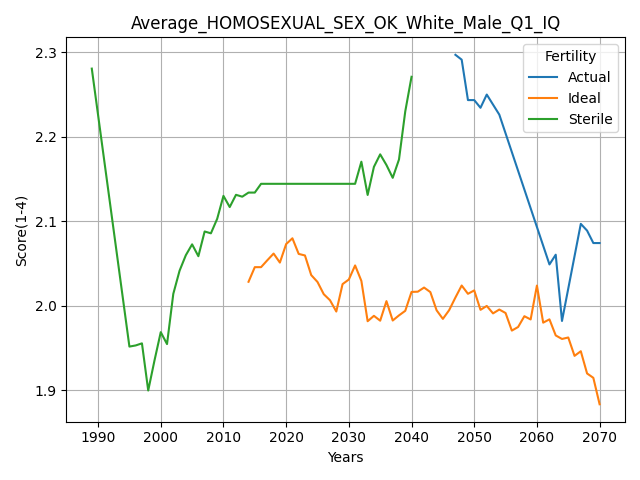 Average_HOMOSEXUAL_SEX_OK_White_Male_Q1_IQ
Fertility
Actual
Ideal
Sterile
Score(1-4)
2.3
2.2
2.1
2.0
1.9
1990 2000 2010 2020 2030 2040 2050 2060 2070
Years